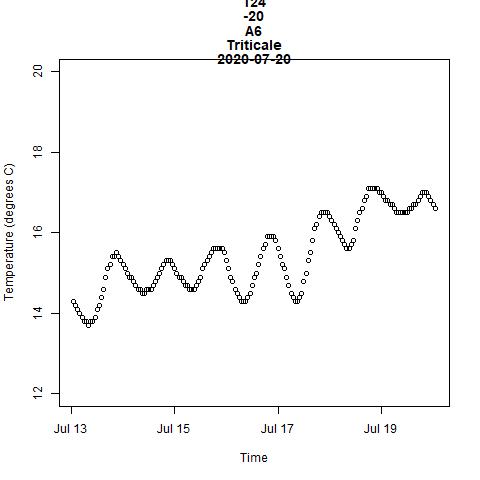 124
-20
A6
Triticale
2020-07-20
Temperature (degrees C)
20
18
16
14
12
Jul 13
Jul 15
Jul 17
Jul 19
Time